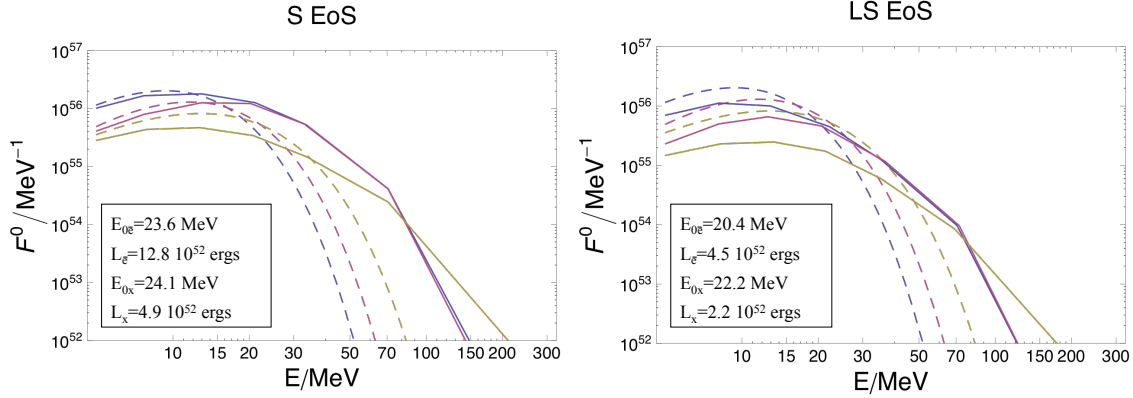 S EoS
10^57
10^56
10^55
10^54
10^53
10^52
F^0/MeV^-1
E_0ē=23.6 MeV
L_ē=12.8 10^52 ergs
E_0x=24.1 MeV
L_x=4.9 10^52 ergs
10 15 20 30 50 70 100 150 200 300
E/MeV
LS EoS
10^57
10^56
10^55
10^54
10^53
10^52
F^0/MeV^-1
E_0ē=20.4 MeV
L_ē=4.5 10^52 ergs
E_0x=22.2 MeV
L_x=2.2 10^52 ergs
10 15 20 30 50 70 100 150 200 300
E/MeV